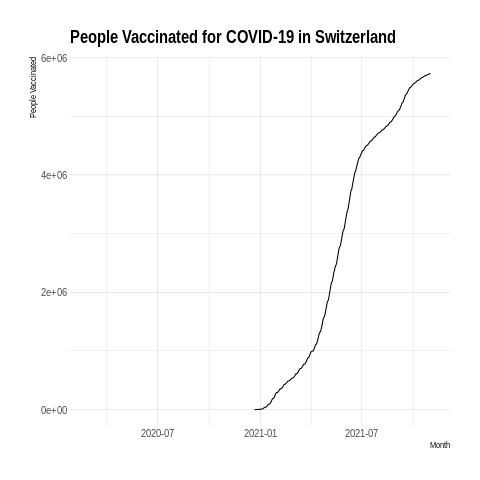 People Vaccinated for COVID-19 in Switzerland
People Vaccinated
6e+06
4e+06
2e+06
0e+00
2020-07
2021-01
2021-07
Month